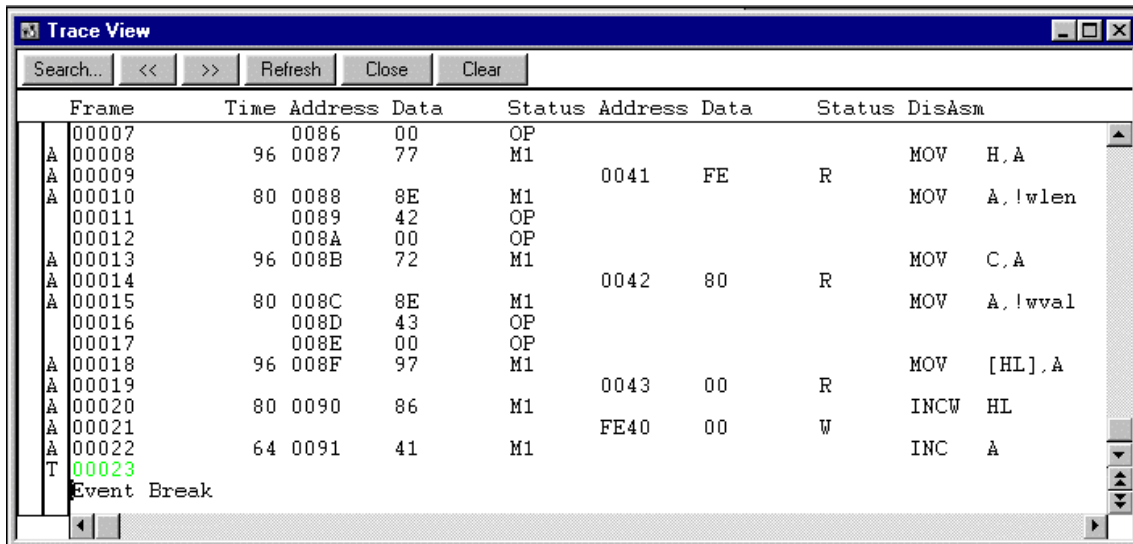 Trace View
Search... << >> Refresh Close Clear
Frame Time Address Data Status Address Data Status DisAsm
00007 0086 00 OP
A 00008 96 0087 77 M1 MOV H,A
A 00009 0041 FE R
A 00010 80 0088 8E M1 MOV A,!wlen
00011 0089 42 OP
00012 008A 00 OP
A 00013 96 008B 72 M1 MOV C,A
A 00014 0042 80 R
A 00015 80 008C 8E M1 MOV A,!wval
00016 008D 43 OP
00017 008E 00 OP
A 00018 96 008F 97 M1 MOV [HL],A
A 00019 0043 00 R
A 00020 80 0090 86 M1 INCW HL
A 00021 FE40 00 W
A 00022 64 0091 41 M1 INC A
T 00023
Event Break